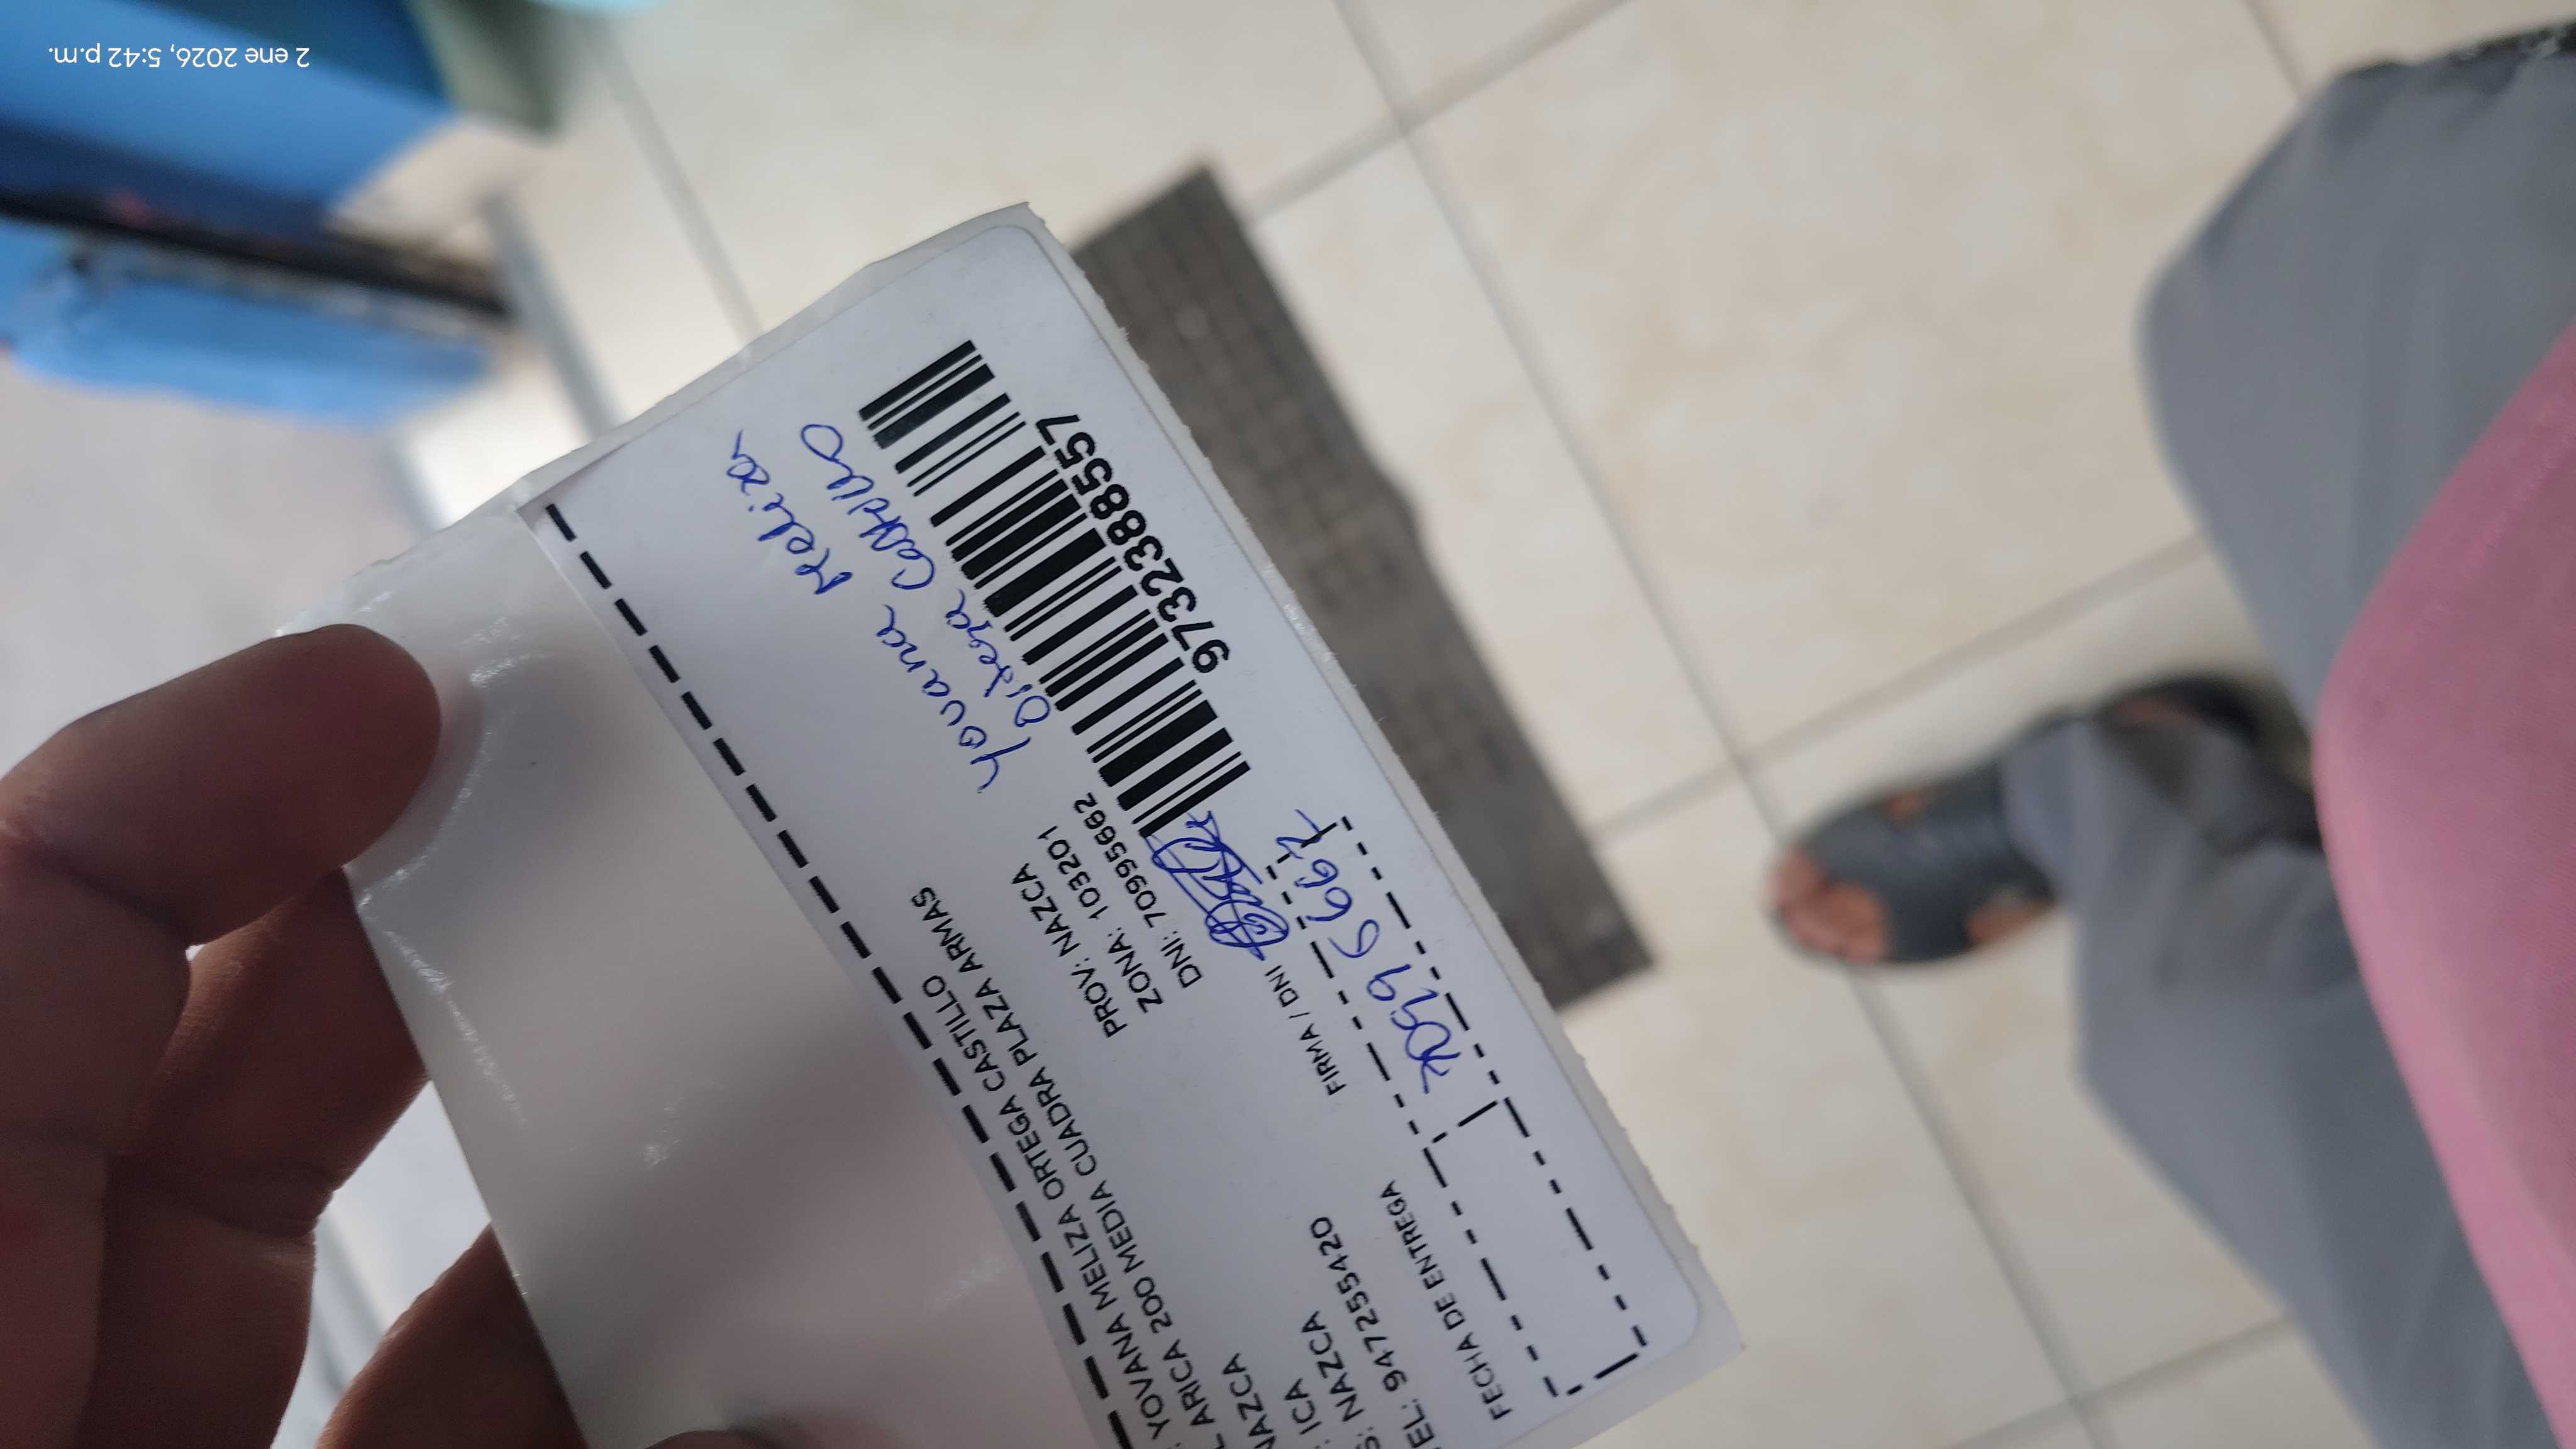 2 ene 2026, 5:42 p.m.
YOVANA MELIZA ORTEGA CASTILLO
ARICA 200 MEDIA CUADRA PLAZA ARMAS
NAZCA
: ICA
PROV: NAZCA
: NAZCA
ZONA: 103201
TEL: 947255420
DNI: 70995662
Yovana Meliza
Ortega Castillo
9732388557
FECHA DE ENTREGA
FIRMA / DNI
70995662